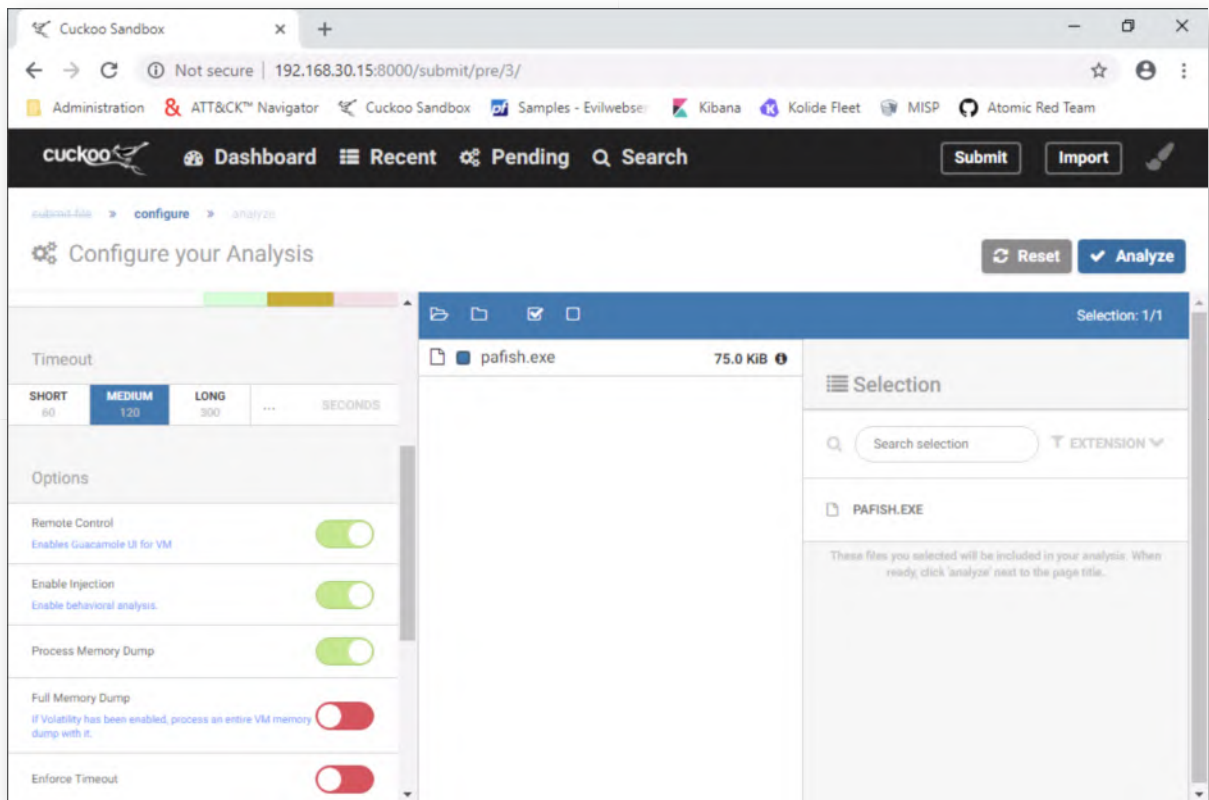 Cuckoo Sandbox
Not secure | 192.168.30.15:8000/submit/pre/3/
Administration ATT&CK™ Navigator Cuckoo Sandbox Samples - Evilwebser Kibana Kolide Fleet MISP Atomic Red Team
cuckoo Dashboard Recent Pending Search Submit Import
submit file » configure » analyze
Configure your Analysis
Reset Analyze
Selection: 1/1
Timeout
pafish.exe 75.0 KiB
SHORT MEDIUM LONG
60 120 300 ... SECONDS
Selection
Search selection EXTENSION
Options
PAFISH.EXE
Remote Control
Enables Guacamole UI for VM
These files you selected will be included in your analysis. When
ready, click 'analyze' next to the page title.
Enable Injection
Enable behavioral analysis.
Process Memory Dump
Full Memory Dump
If Volatility has been enabled, process an entire VM memory
dump with it.
Enforce Timeout